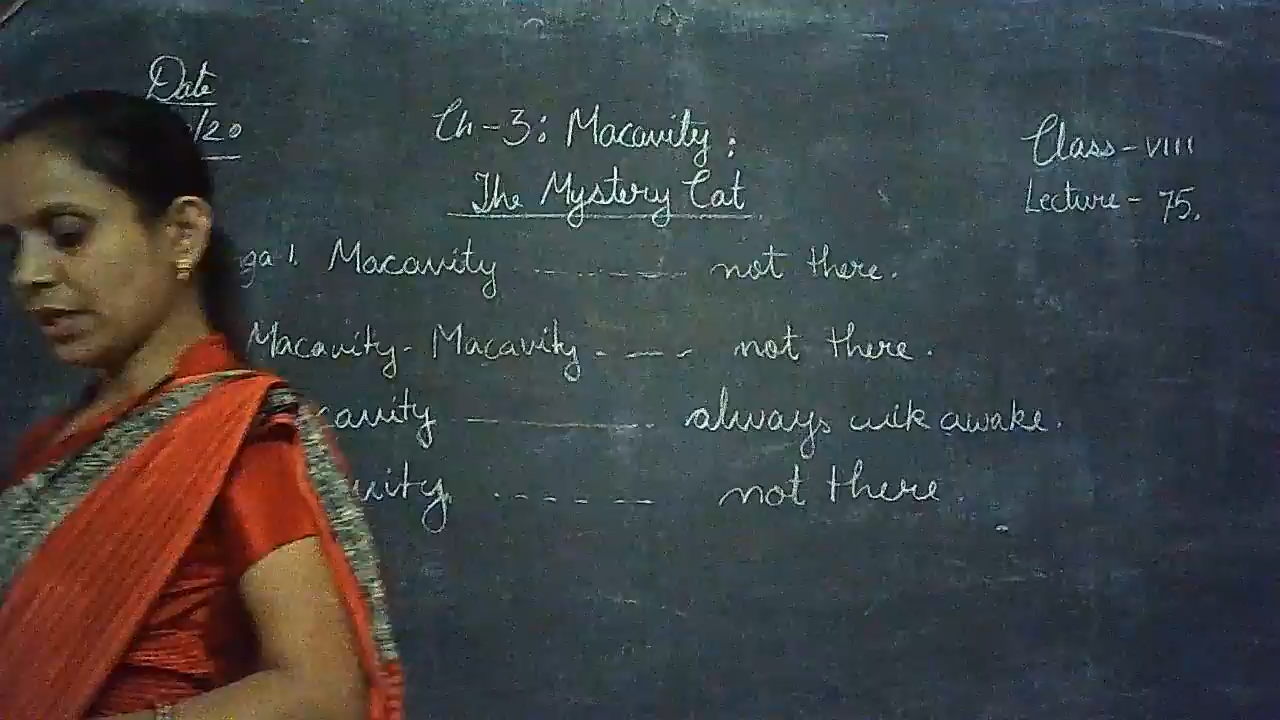 Date
/20
Ch-3: Macavity:
The Mystery Cat
Class-VIII
Lecture - 75.
ga 1. Macavity .......... not there.
Macavity- Macavity - --- - not there.
cavity ---------- always awake.
vity. ------ not there.